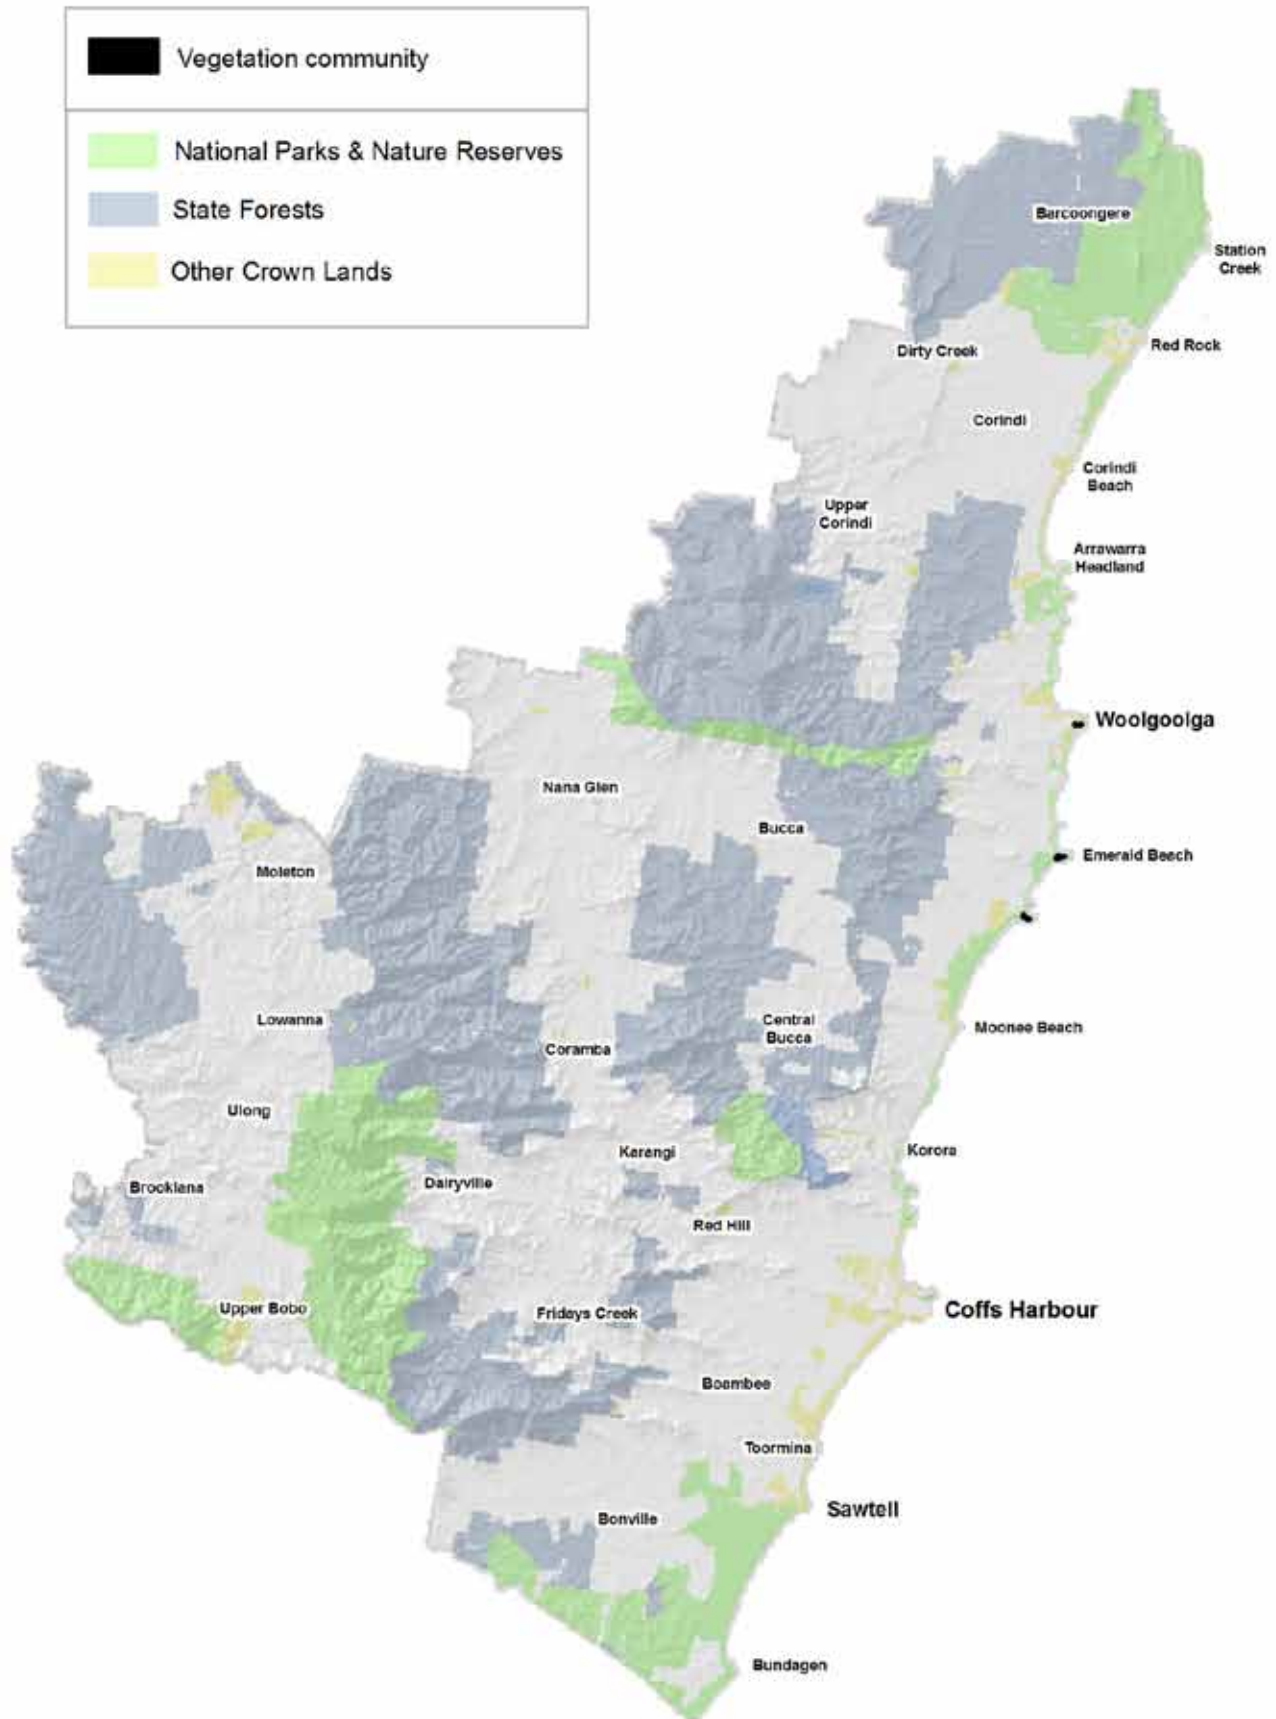 Vegetation community
National Parks & Nature Reserves
State Forests
Other Crown Lands
Barcoongere
Station
Creek
Red Rock
Dirty Creek
Corindi
Corindi
Beach
Upper
Corindi
Arrawarra
Headland
Woolgoolga
Nana Glen
Bucca
Emerald Beach
Moleton
Lowanna
Central
Bucca
Moonee Beach
Coramba
Ulong
Karangi
Korora
Brooklana
Dairyville
Red Hill
Upper Bobo
Fridays Creek
Coffs Harbour
Boambee
Toormina
Sawtell
Bonville
Bundagen